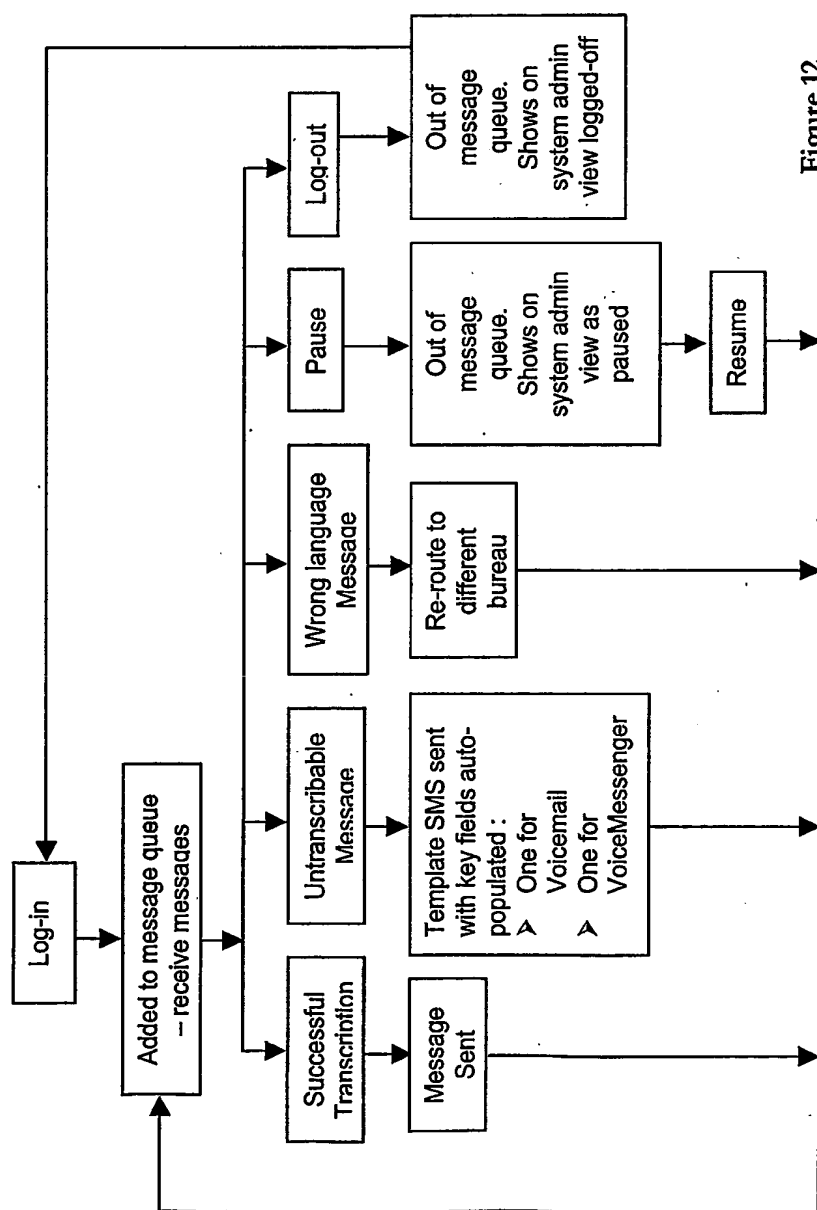 Log-in
Added to message queue
– receive messages
Successful
Transcription
Message
Sent
Untranscribable
Message
Template SMS sent
with key fields auto-
populated :
➢ One for
Voicemail
➢ One for
VoiceMessenger
Wrong language
Message
Re-route to
different
bureau
Pause
Out of
message
queue.
Shows on
system admin
view as
paused
Resume
Log-out
Out of
message
queue.
Shows on
system admin
view logged-off
Figure 12